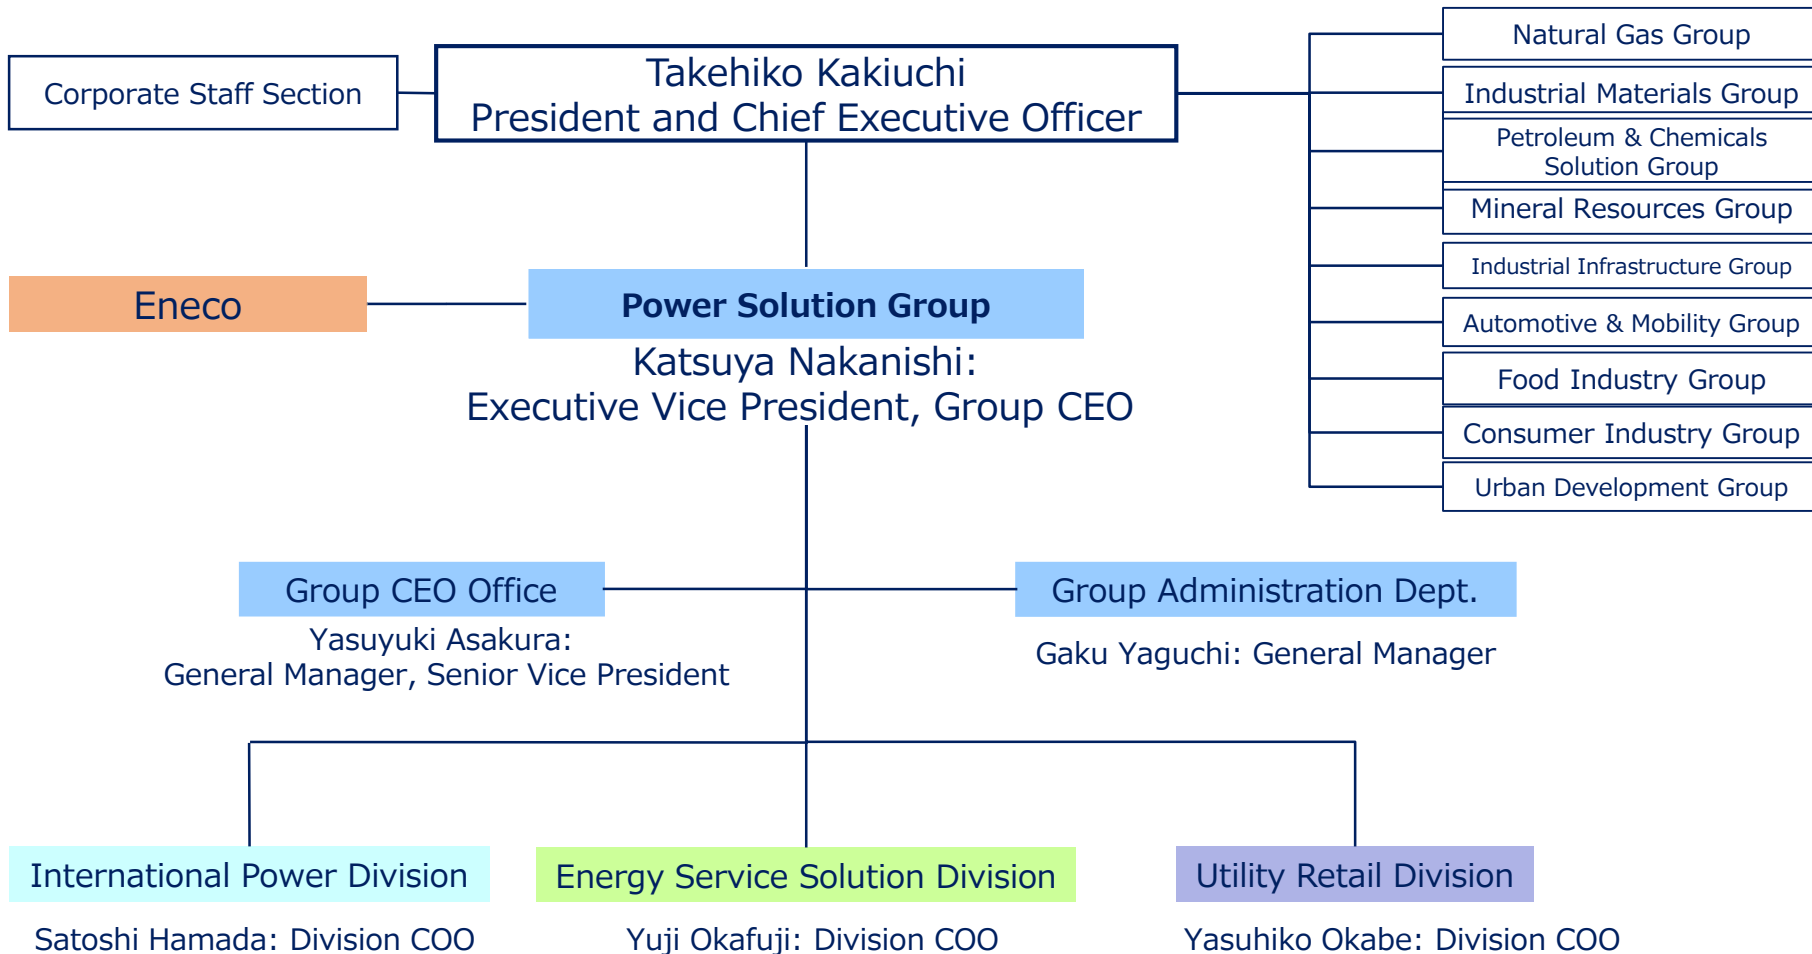 Corporate Staff Section
Takehiko Kakiuchi
President and Chief Executive Officer
Natural Gas Group
Industrial Materials Group
Petroleum & Chemicals
Solution Group
Mineral Resources Group
Industrial Infrastructure Group
Automotive & Mobility Group
Food Industry Group
Consumer Industry Group
Urban Development Group
Eneco
Power Solution Group
Katsuya Nakanishi:
Executive Vice President, Group CEO
Group CEO Office
Yasuyuki Asakura:
General Manager, Senior Vice President
Group Administration Dept.
Gaku Yaguchi: General Manager
International Power Division
Satoshi Hamada: Division COO
Energy Service Solution Division
Yuji Okafuji: Division COO
Utility Retail Division
Yasuhiko Okabe: Division COO